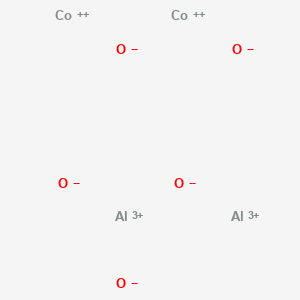 Co ++ Co ++
O – O –
O – O –
Al 3+ Al 3+
O –